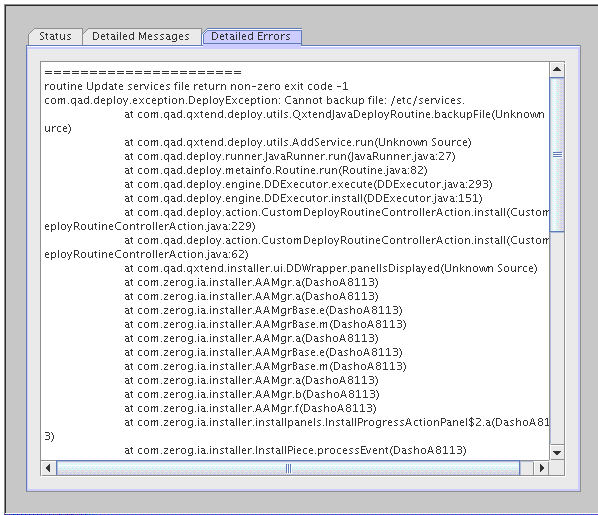 Status
Detailed Messages
Detailed Errors
=======================
routine Update services file return non-zero exit code -1
com.qad.deploy.exception.DeployException: Cannot backup file: /etc/services.
at com.qad.qxtend.deploy.utils.QxtendJavaDeployRoutine.backupFile(Unknown
urce)
at com.qad.qxtend.deploy.utils.AddService.run(Unknown Source)
at com.qad.deploy.runner.JavaRunner.run(JavaRunner.java:27)
at com.qad.deploy.metainfo.Routine.run(Routine.java:82)
at com.qad.deploy.engine.DDExecutor.execute(DDExecutor.java:293)
at com.qad.deploy.engine.DDExecutor.install(DDExecutor.java:151)
at com.qad.deploy.action.CustomDeployRoutineControllerAction.install(Custom
eployRoutineControllerAction.java:229)
at com.qad.deploy.action.CustomDeployRoutineControllerAction.install(Custom
eployRoutineControllerAction.java:62)
at com.qad.qxtend.installer.ui.DDWrapper.panelIsDisplayed(Unknown Source)
at com.zerog.ia.installer.AAMgr.a(DashoA8113)
at com.zerog.ia.installer.AAMgr.a(DashoA8113)
at com.zerog.ia.installer.AAMgrBase.e(DashoA8113)
at com.zerog.ia.installer.AAMgrBase.m(DashoA8113)
at com.zerog.ia.installer.AAMgr.a(DashoA8113)
at com.zerog.ia.installer.AAMgrBase.e(DashoA8113)
at com.zerog.ia.installer.AAMgrBase.m(DashoA8113)
at com.zerog.ia.installer.AAMgr.a(DashoA8113)
at com.zerog.ia.installer.AAMgr.b(DashoA8113)
at com.zerog.ia.installer.AAMgr.f(DashoA8113)
at com.zerog.ia.installer.installpanels.InstallProgressActionPanel$2.a(DashoA81
3)
at com.zerog.ia.installer.InstallPiece.processEvent(DashoA8113)